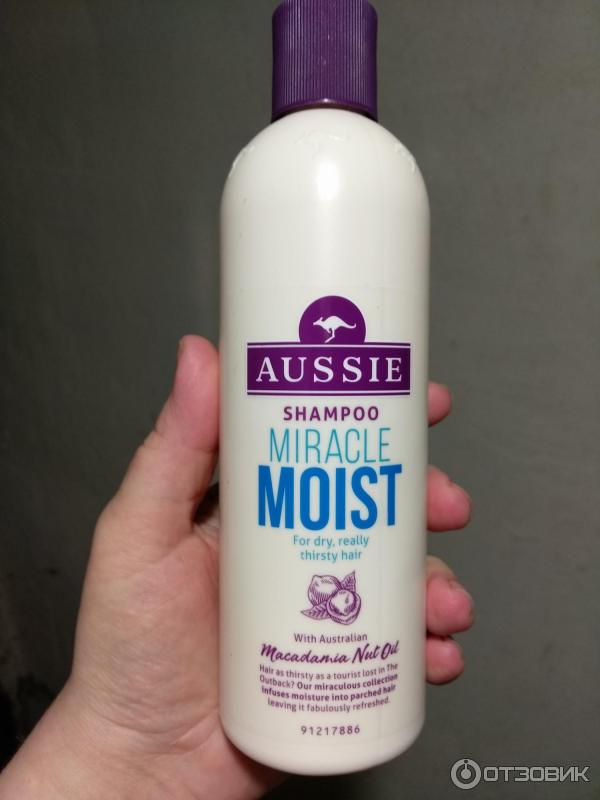 AUSSIE
SHAMPOO
MIRACLE
MOIST
For dry, really
thirsty hair
With Australian
Macadamia Nut Oil
Hair as thirsty as a tourist lost in The
Outback? Our miraculous collection
infuses moisture into parched hair
leaving it fabulously refreshed.
91217886
ОТЗОВИК